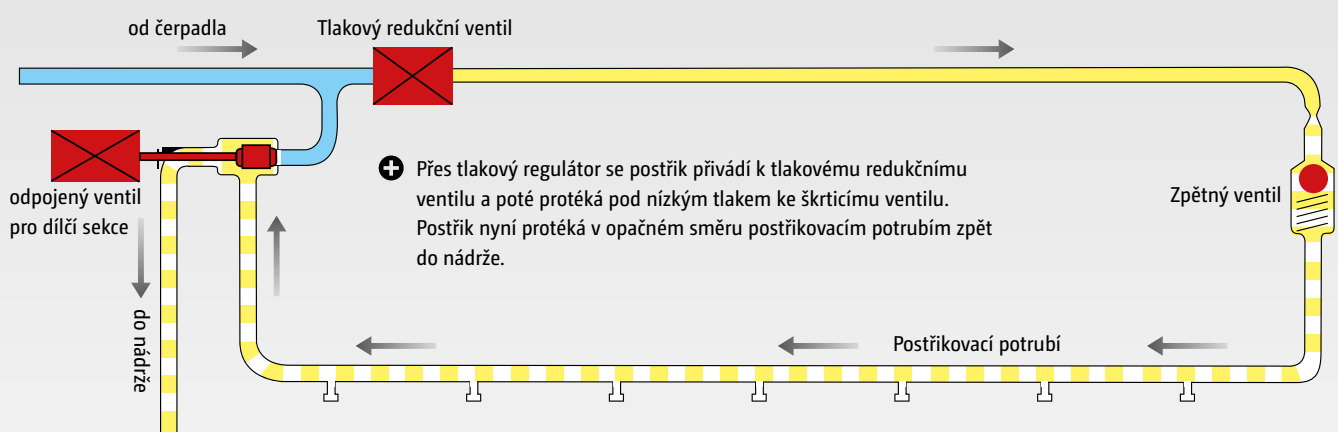 od čerpadla
Tlakový redukční ventil
odpojený ventil
pro dílčí sekce
Přes tlakový regulátor se postřik přivádí k tlakovému redukčnímu
ventilu a poté protéká pod nízkým tlakem ke škrticímu ventilu.
Postřik nyní protéká v opačném směru postřikovacím potrubím zpět
do nádrže.
Zpětný ventil
do nádrže
Postřikovací potrubí